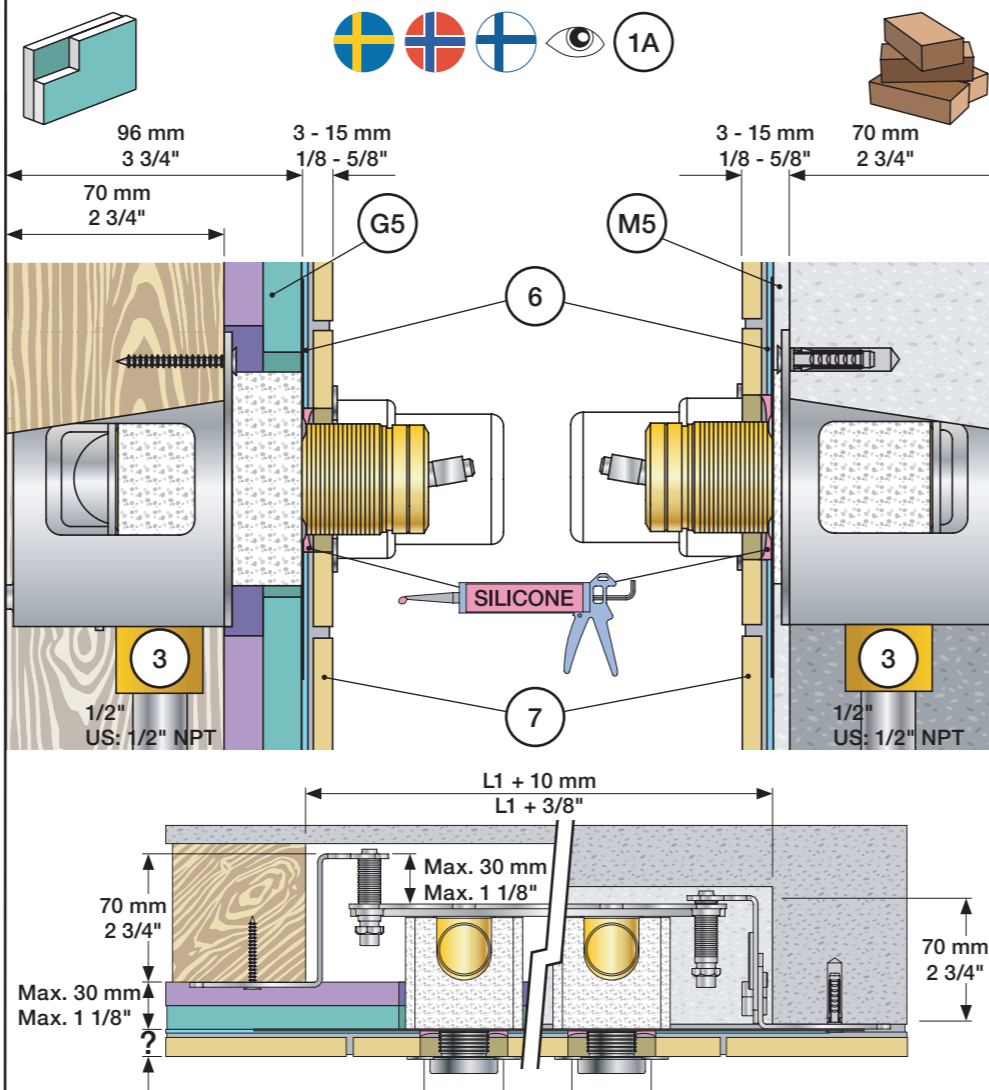 1A
96 mm
3 3/4"
3 - 15 mm
1/8 - 5/8"
3 - 15 mm
1/8 - 5/8"
70 mm
2 3/4"
70 mm
2 3/4"
G5
M5
6
SILICONE
3
3
7
1/2"
US: 1/2" NPT
1/2"
US: 1/2" NPT
L1 + 10 mm
L1 + 3/8"
Max. 30 mm
Max. 1 1/8"
70 mm
2 3/4"
70 mm
2 3/4"
Max. 30 mm
Max. 1 1/8"
?